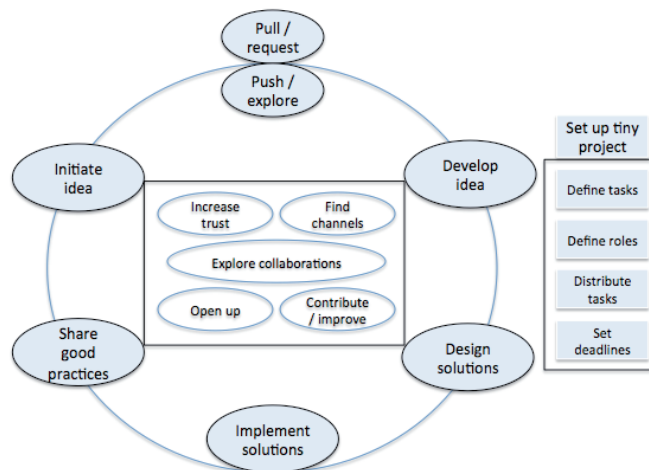 Pull /
request
Push /
explore
Initiate
idea
Develop
idea
Set up tiny
project
Define tasks
Define roles
Distribute
tasks
Set
deadlines
Increase
trust
Find
channels
Explore collaborations
Open up
Contribute
/ improve
Share
good
practices
Design
solutions
Implement
solutions